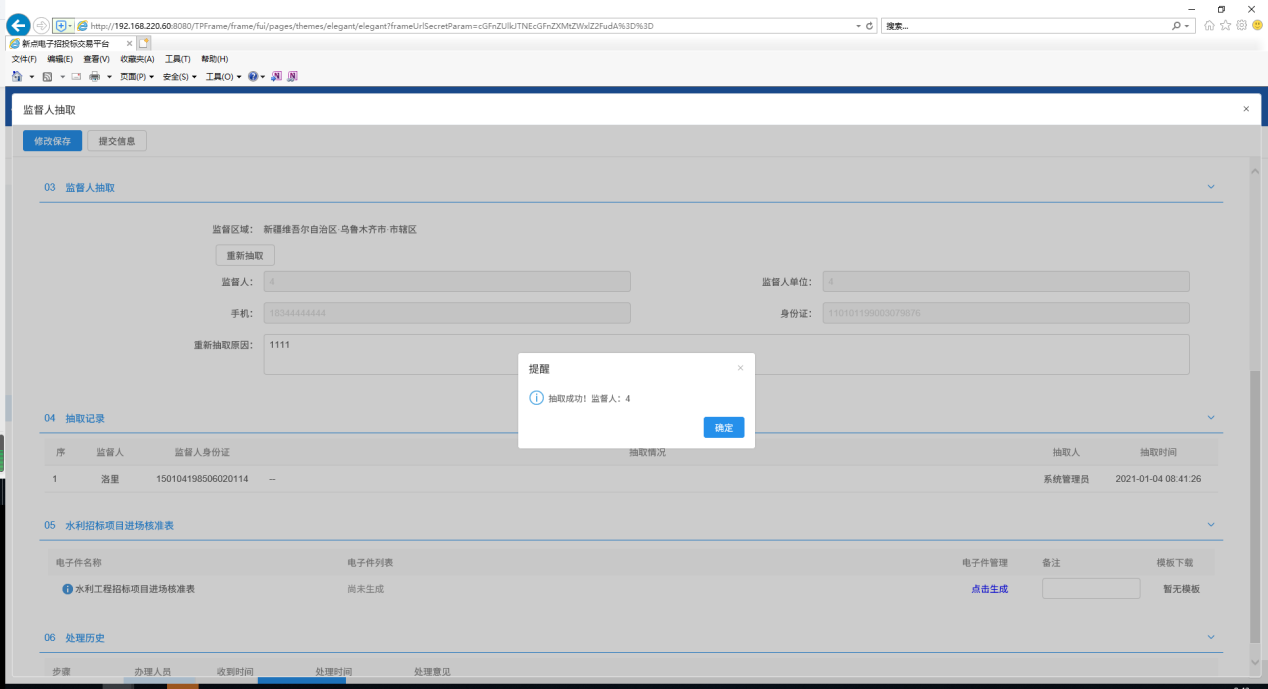 http://192.168.220.60:8080/TPFrame/frame/fui/pages/themes/elegant/elegant?frameUrlSecretParam=cGFnZUlkJTNEcGFnZXMtZWxlZ2FudA%3D%3D
搜索...
新点电子招投标交易平台
文件(F) 编辑(E) 查看(V) 收藏夹(A) 工具(T) 帮助(H)
页面(P) 安全(S) 工具(O)
监督人抽取
修改保存 提交信息
03 监督人抽取
监督区域： 新疆维吾尔自治区·乌鲁木齐市·市辖区
重新抽取
监督人： 4 监督人单位： 4
手机： 18344444444 身份证： 110101199003079876
重新抽取原因： 1111
提醒
抽取成功！监督人：4
确定
04 抽取记录
序 监督人 监督人身份证 抽取情况 抽取人 抽取时间
1 洛里 150104198506020114 -- 系统管理员 2021-01-04 08:41:26
05 水利招标项目进场核准表
电子件名称 电子件列表 电子件管理 备注 模板下载
水利工程招标项目进场核准表 尚未生成 点击生成 暂无模板
06 处理历史
步骤 办理人员 收到时间 处理时间 处理意见